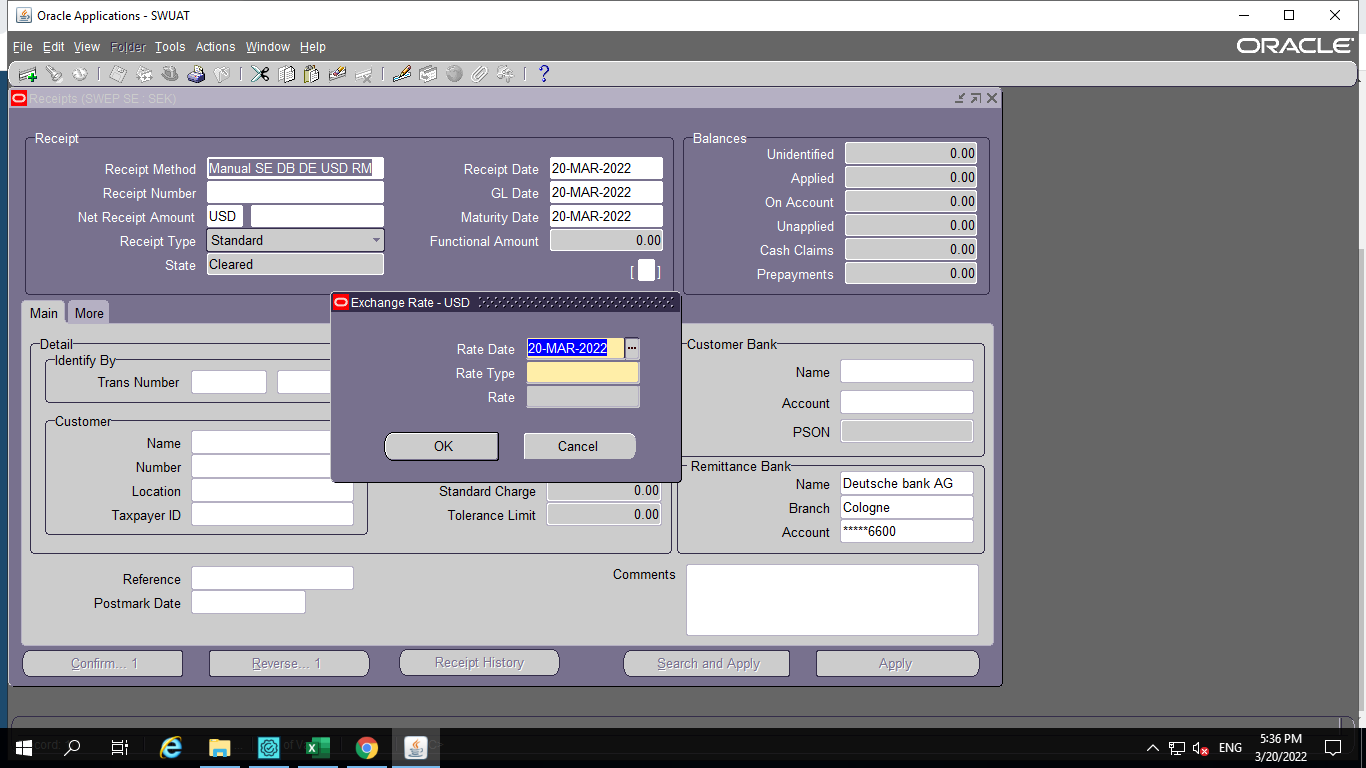 Oracle Applications - SWUAT
File Edit View Folder Tools Actions Window Help
ORACLE
Receipts (SWEP SE : SEK)
Receipt
Receipt Method Manual SE DB DE USD RM
Receipt Number
Net Receipt Amount USD
Receipt Type Standard
State Cleared
Receipt Date 20-MAR-2022
GL Date 20-MAR-2022
Maturity Date 20-MAR-2022
Functional Amount 0.00
[ ]
Balances
Unidentified 0.00
Applied 0.00
On Account 0.00
Unapplied 0.00
Cash Claims 0.00
Prepayments 0.00
Main More
Exchange Rate - USD
Rate Date 20-MAR-2022 ...
Rate Type
Rate
OK Cancel
Detail
Identify By
Trans Number
Customer
Name
Number
Location
Taxpayer ID
Standard Charge 0.00
Tolerance Limit 0.00
Customer Bank
Name
Account
PSON
Remittance Bank
Name Deutsche bank AG
Branch Cologne
Account *****6600
Reference
Postmark Date
Comments
Confirm... 1 Reverse... 1 Receipt History Search and Apply Apply
ENG
5:36 PM
3/20/2022